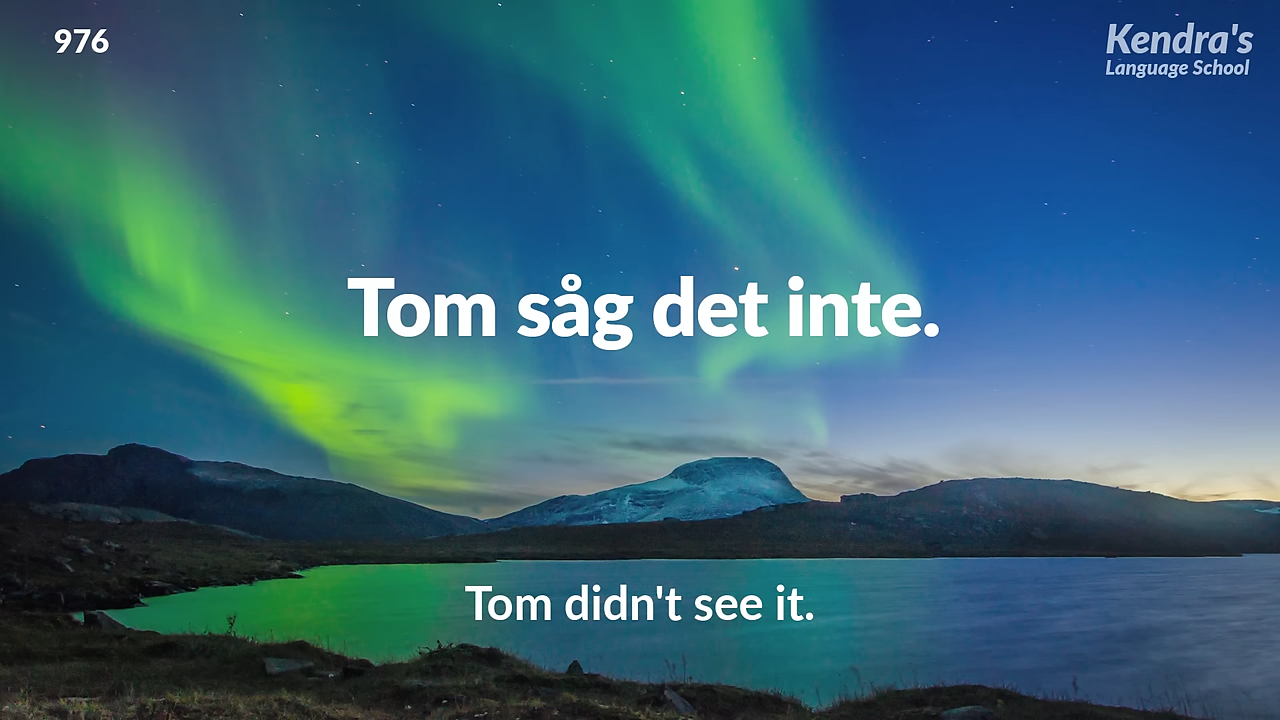 976
Kendra's
Language School
Tom såg det inte.
Tom didn't see it.